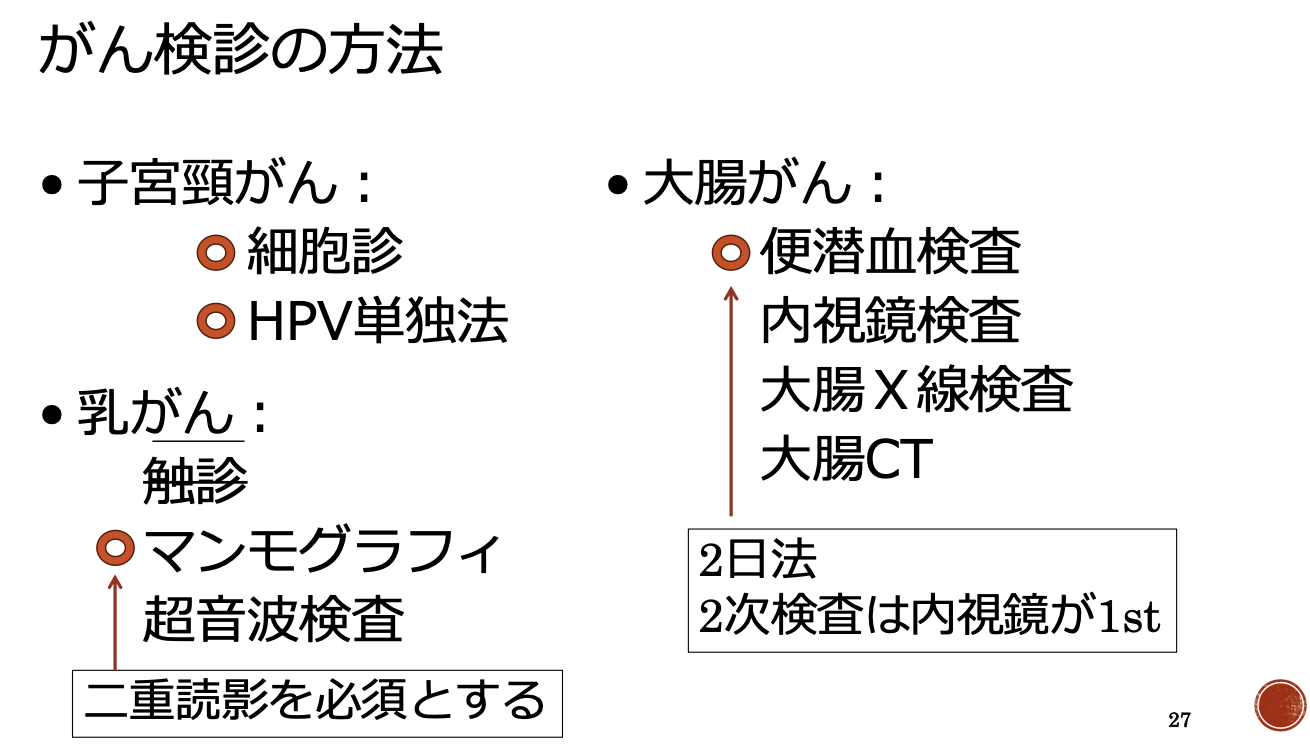 がん検診の方法
• 子宮頸がん：
細胞診
HPV単独法
• 乳がん：
触診
マンモグラフィ
超音波検査
二重読影を必須とする
• 大腸がん：
便潜血検査
内視鏡検査
大腸Ｘ線検査
大腸CT
2日法
2次検査は内視鏡が1st
27